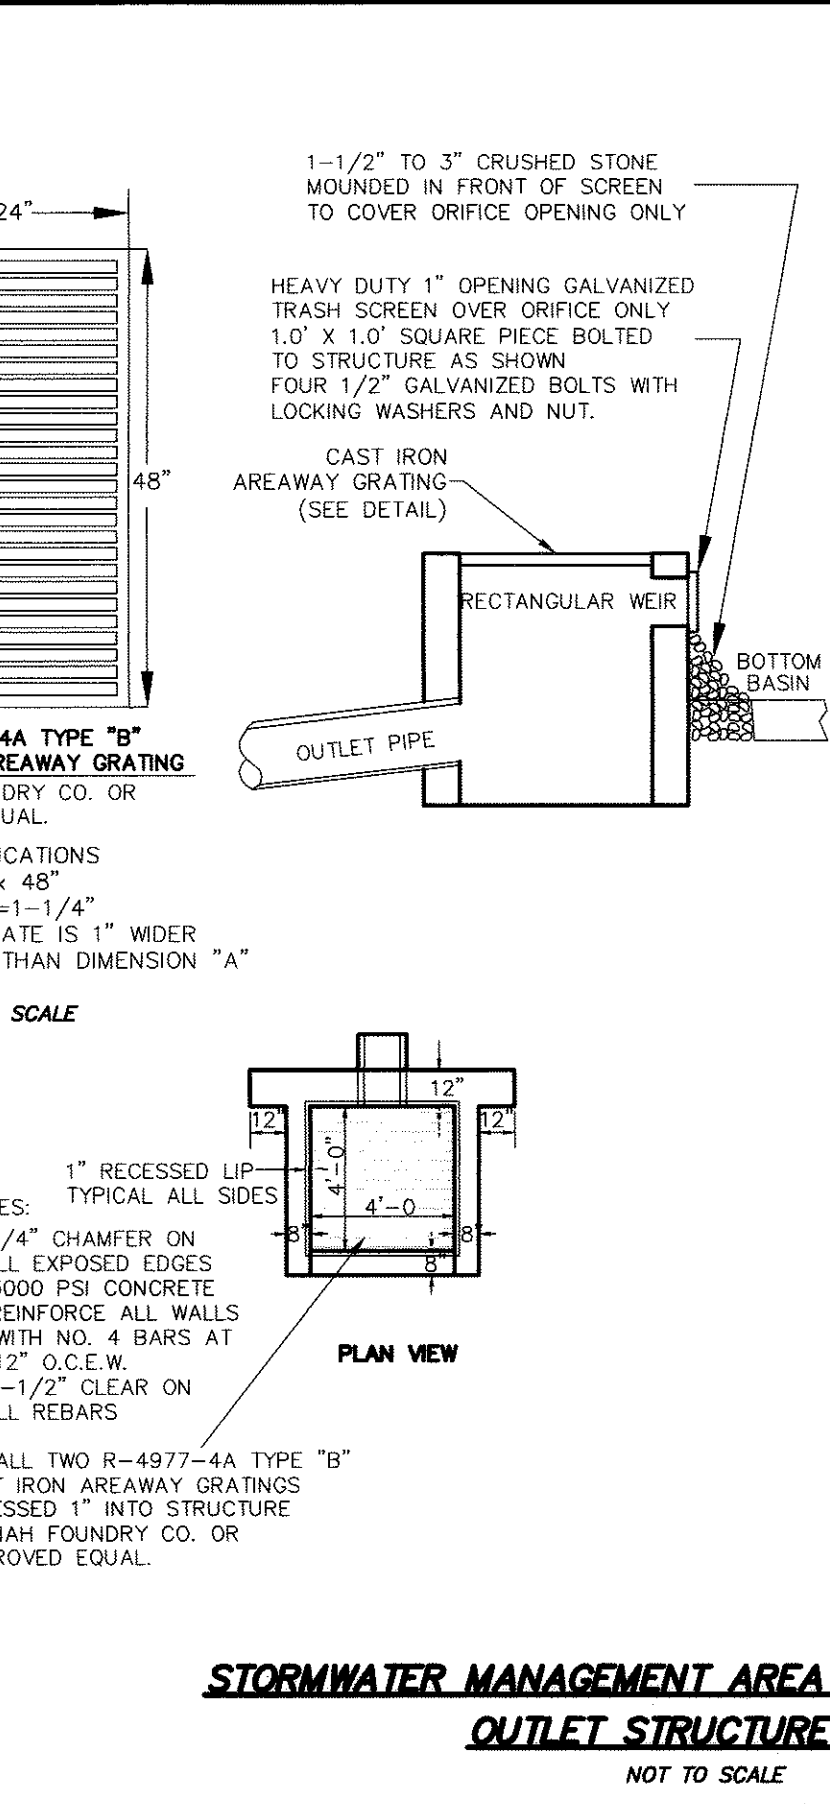 1-1/2" TO 3" CRUSHED STONE
MOUNDED IN FRONT OF SCREEN
TO COVER ORIFICE OPENING ONLY
24"
HEAVY DUTY 1" OPENING GALVANIZED
TRASH SCREEN OVER ORIFICE ONLY
1.0' X 1.0' SQUARE PIECE BOLTED
TO STRUCTURE AS SHOWN
FOUR 1/2" GALVANIZED BOLTS WITH
LOCKING WASHERS AND NUT.
48"
CAST IRON
AREAWAY GRATING
(SEE DETAIL)
RECTANGULAR WEIR
BOTTOM
BASIN
OUTLET PIPE
4A TYPE "B"
REAWAY GRATING
DRY CO. OR
UAL.
ICATIONS
x 48"
=1-1/4"
ATE IS 1" WIDER
THAN DIMENSION "A"
SCALE
12"
12"
12"
1" RECESSED LIP
TYPICAL ALL SIDES
4'-0"
4'-0
8"
8"
8"
PLAN VIEW
ES:
/4" CHAMFER ON
LL EXPOSED EDGES
5000 PSI CONCRETE
REINFORCE ALL WALLS
WITH NO. 4 BARS AT
12" O.C.E.W.
-1/2" CLEAR ON
LL REBARS
ALL TWO R-4977-4A TYPE "B"
T IRON AREAWAY GRATINGS
ESSED 1" INTO STRUCTURE
NAH FOUNDRY CO. OR
ROVED EQUAL.
STORMWATER MANAGEMENT AREA
OUTLET STRUCTURE
NOT TO SCALE